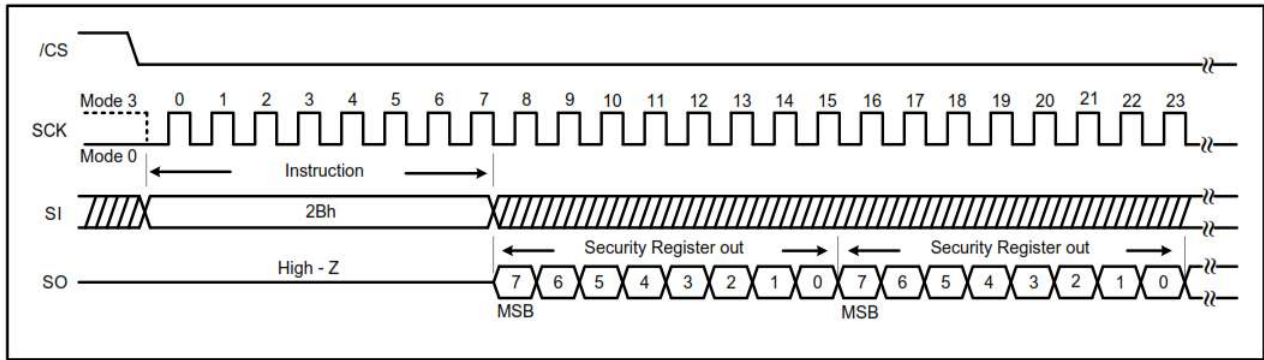 /CS
Mode 3 0 1 2 3 4 5 6 7 8 9 10 11 12 13 14 15 16 17 18 19 20 21 22 23
SCK
Mode 0
Instruction
SI 2Bh
Security Register out Security Register out
High - Z
SO 7 6 5 4 3 2 1 0 7 6 5 4 3 2 1 0
MSB MSB